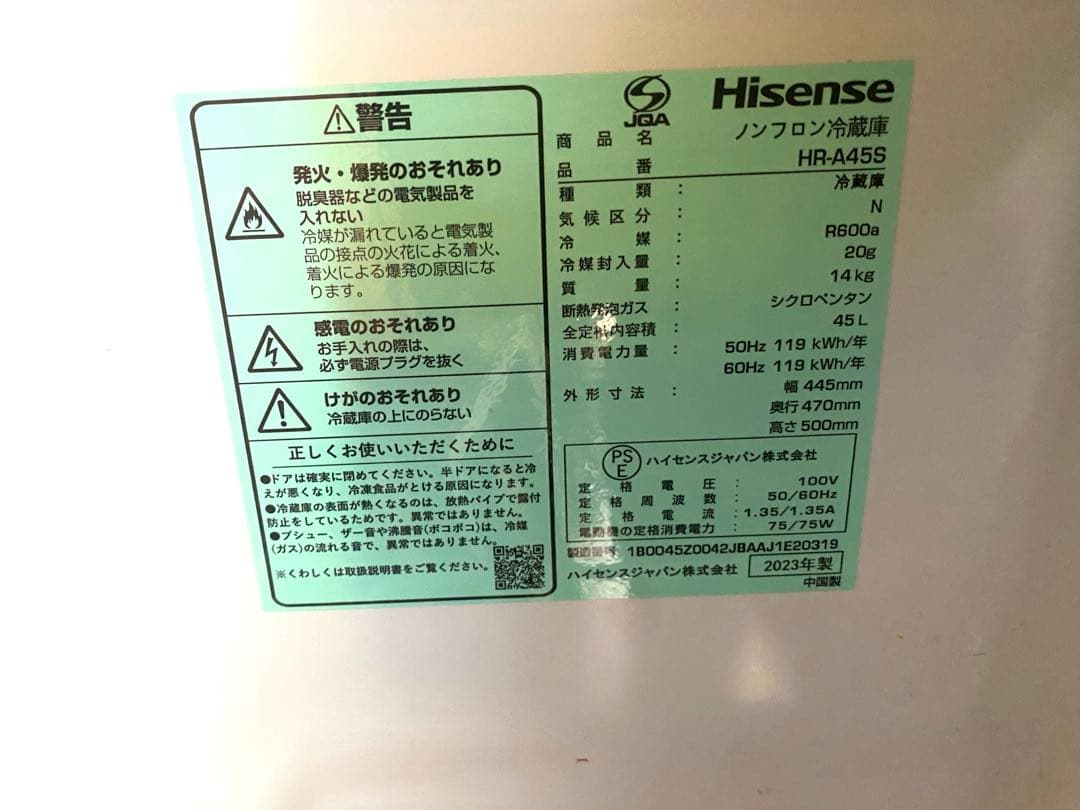 ⚠警告
発火・爆発のおそれあり
脱臭器などの電気製品を
入れない
冷媒が漏れていると電気製
品の接点の火花による着火、
着火による爆発の原因にな
ります。
感電のおそれあり
お手入れの際は、
必ず電源プラグを抜く
けがのおそれあり
冷蔵庫の上にのらない
正しくお使いいただくために
●ドアは確実に閉めてください。半ドアになると冷
えが悪くなり、冷凍食品がとける原因になります。
●冷蔵庫の表面が熱くなるのは、放熱パイプで露付
防止をしているためです。異常ではありません。
●ブシュー、ザー音や沸騰音(ボコボコ)は、冷媒
(ガス)の流れる音で、異常ではありません。
※くわしくは取扱説明書をご覧ください。
JQA
Hisense
商品名 ノンフロン冷蔵庫
品番 HR-A45S
種類: 冷蔵庫
気候区分: N
冷媒: R600a
冷媒封入量: 20g
質量: 14kg
断熱発泡ガス: シクロペンタン
全定格内容積: 45L
消費電力量: 50Hz 119 kWh/年
60Hz 119 kWh/年
外形寸法: 幅 445mm
奥行 470mm
高さ 500mm
PS
E
ハイセンスジャパン株式会社
定格電圧: 100V
定格周波数: 50/60Hz
定格電流: 1.35/1.35A
電動機の定格消費電力: 75/75W
製造番号 1B0045Z0042JBAAJ1E20319
ハイセンスジャパン株式会社 2023年製
中国製